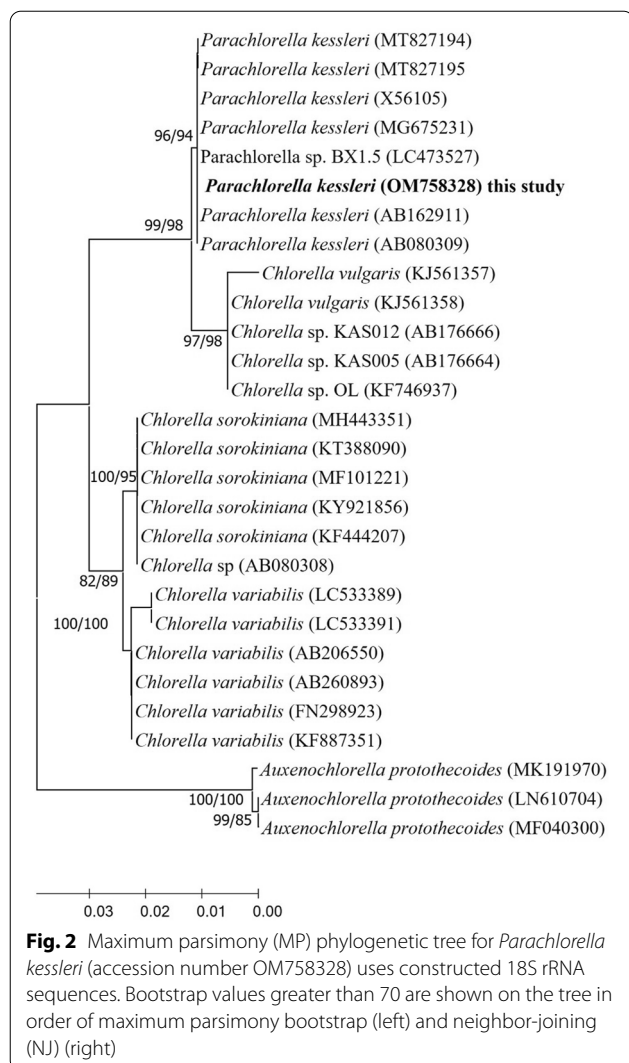 Parachlorella kessleri (MT827194)
Parachlorella kessleri (MT827195
Parachlorella kessleri (X56105)
Parachlorella kessleri (MG675231)
96/94
Parachlorella sp. BX1.5 (LC473527)
Parachlorella kessleri (OM758328) this study
99/98
Parachlorella kessleri (AB162911)
Parachlorella kessleri (AB080309)
Chlorella vulgaris (KJ561357)
Chlorella vulgaris (KJ561358)
97/98
Chlorella sp. KAS012 (AB176666)
Chlorella sp. KAS005 (AB176664)
Chlorella sp. OL (KF746937)
Chlorella sorokiniana (MH443351)
Chlorella sorokiniana (KT388090)
100/95
Chlorella sorokiniana (MF101221)
Chlorella sorokiniana (KY921856)
Chlorella sorokiniana (KF444207)
Chlorella sp (AB080308)
82/89
Chlorella variabilis (LC533389)
100/100
Chlorella variabilis (LC533391)
Chlorella variabilis (AB206550)
Chlorella variabilis (AB260893)
Chlorella variabilis (FN298923)
Chlorella variabilis (KF887351)
Auxenochlorella protothecoides (MK191970)
100/100
Auxenochlorella protothecoides (LN610704)
99/85
Auxenochlorella protothecoides (MF040300)
0.03 0.02 0.01 0.00
Fig. 2 Maximum parsimony (MP) phylogenetic tree for Parachlorella
kessleri (accession number OM758328) uses constructed 18S rRNA
sequences. Bootstrap values greater than 70 are shown on the tree in
order of maximum parsimony bootstrap (left) and neighbor-joining
(NJ) (right)